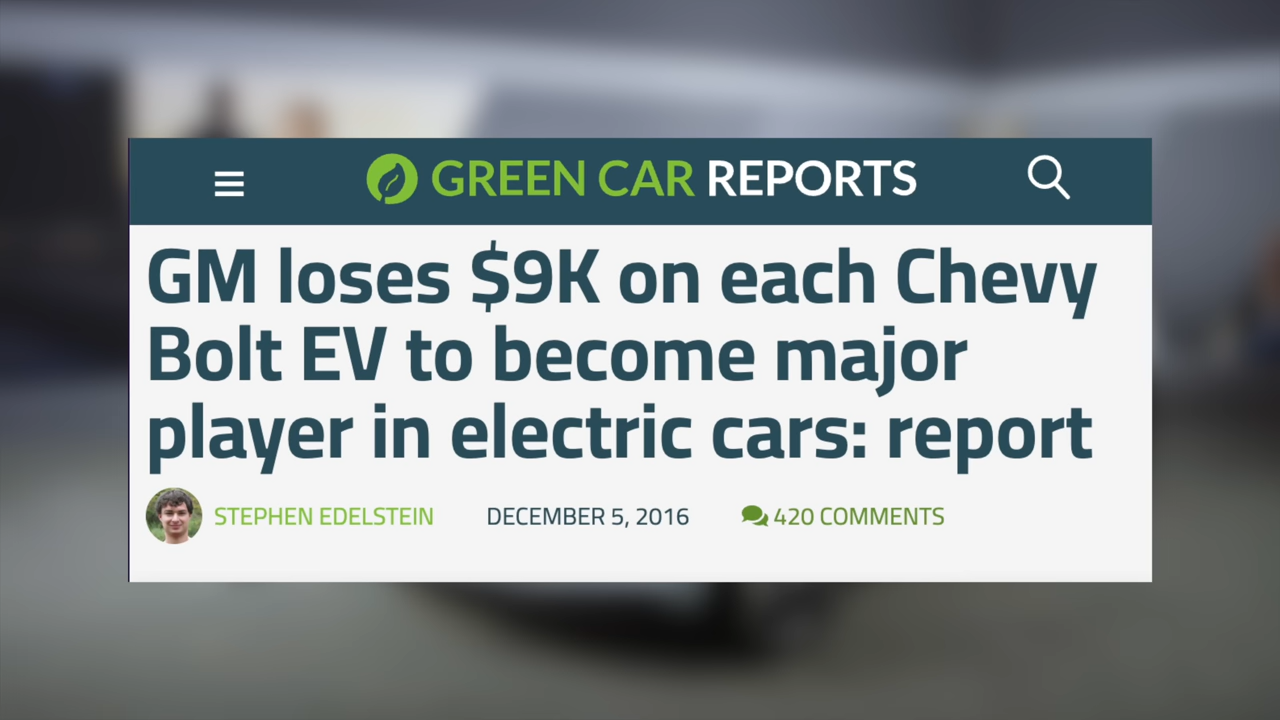 GREEN CAR REPORTS
GM loses $9K on each Chevy
Bolt EV to become major
player in electric cars: report
STEPHEN EDELSTEIN DECEMBER 5, 2016 420 COMMENTS